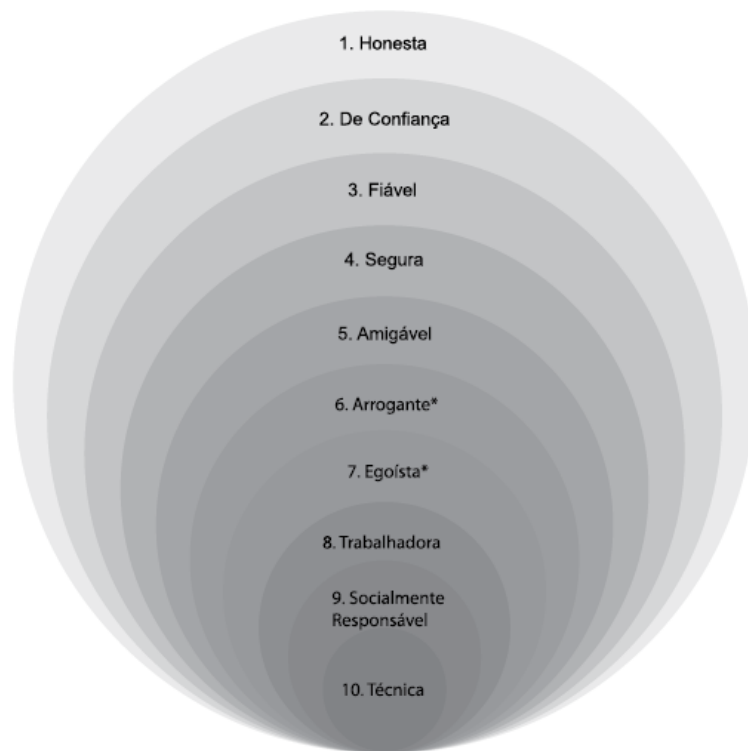 1. Honesta
2. De Confiança
3. Fiável
4. Segura
5. Amigável
6. Arrogante*
7. Egoísta*
8. Trabalhadora
9. Socialmente
Responsável
10. Técnica